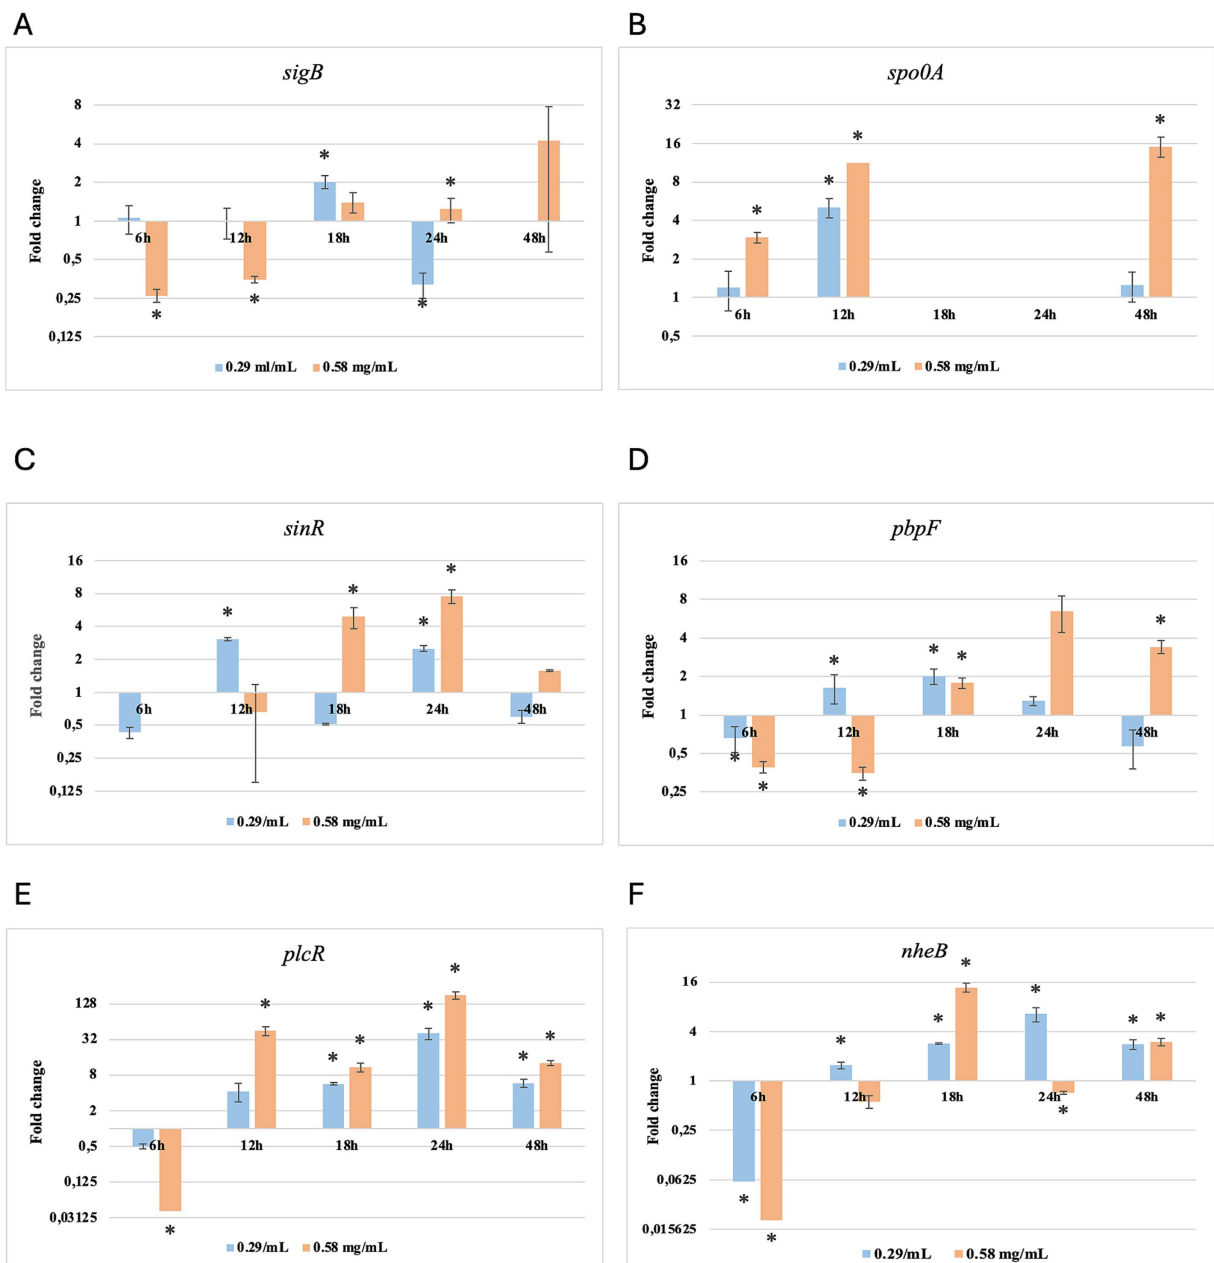 A
sigB
8
4
2
1
0,5
0,25
0,125
Fold change
6h 12h 18h 24h 48h
* * * * *
0.29 ml/mL 0.58 mg/mL
B
spo0A
32
16
8
4
2
1
0,5
Fold change
6h 12h 18h 24h 48h
* * * *
0.29/mL 0.58 mg/mL
C
sinR
16
8
4
2
1
0,5
0,25
0,125
Fold change
6h 12h 18h 24h 48h
* * * *
0.29/mL 0.58 mg/mL
D
pbpF
16
8
4
2
1
0,5
0,25
Fold change
6h 12h 18h 24h 48h
* * * * * * *
0.29/mL 0.58 mg/mL
E
plcR
128
32
8
2
0,5
0,125
0,03125
Fold change
6h 12h 18h 24h 48h
* * * * * * * *
0.29/mL 0.58 mg/mL
F
nheB
16
4
1
0,25
0,0625
0,015625
Fold change
6h 12h 18h 24h 48h
* * * * * * * * *
0.29/mL 0.58 mg/mL